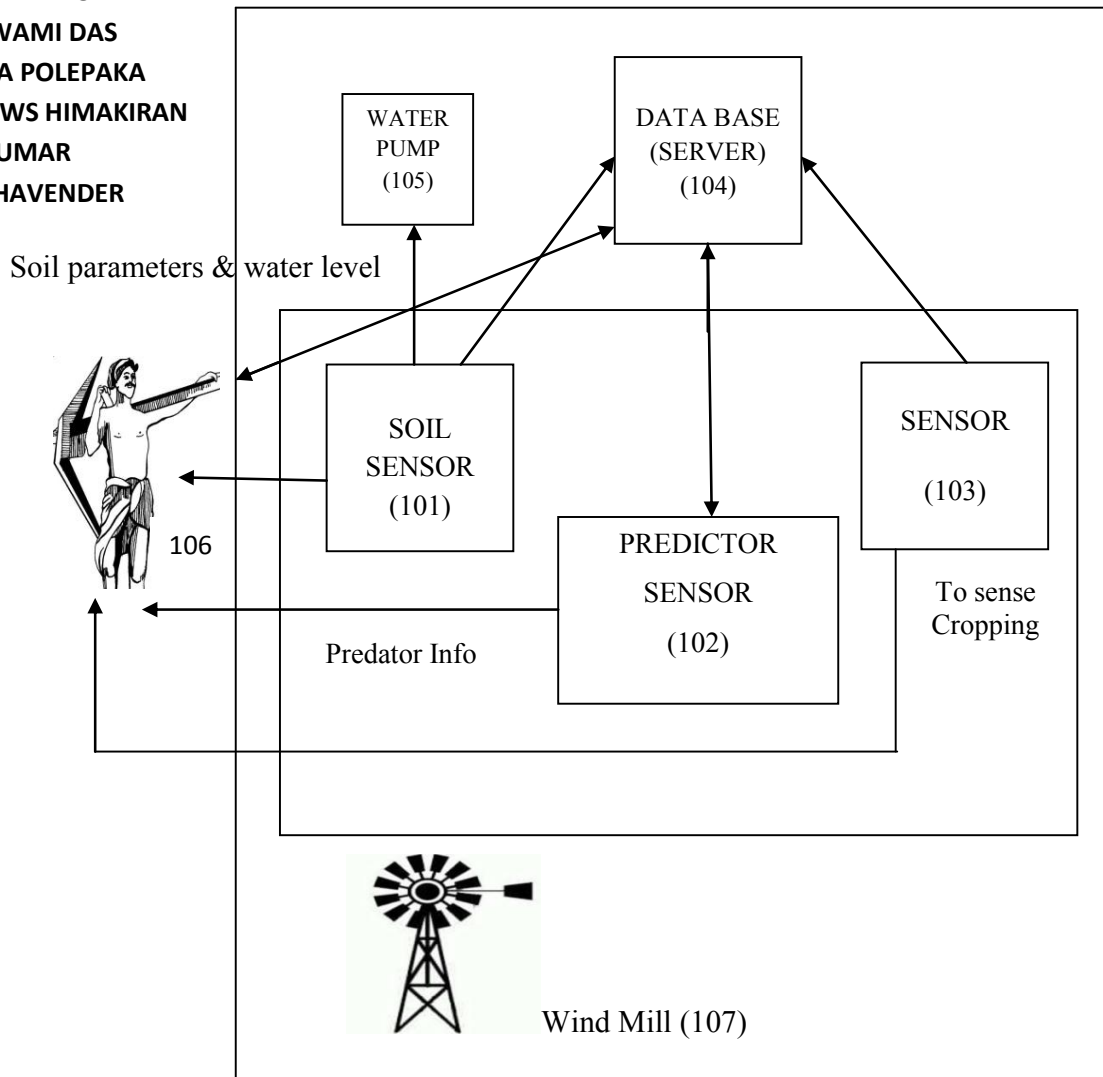 WAMI DAS
A POLEPAKA
WS HIMAKIRAN
UMAR
HAVENDER
WATER
PUMP
(105)
DATA BASE
(SERVER)
(104)
Soil parameters & water level
SOIL
SENSOR
(101)
SENSOR
(103)
106
PREDICTOR
SENSOR
(102)
To sense
Cropping
Predator Info
Wind Mill (107)